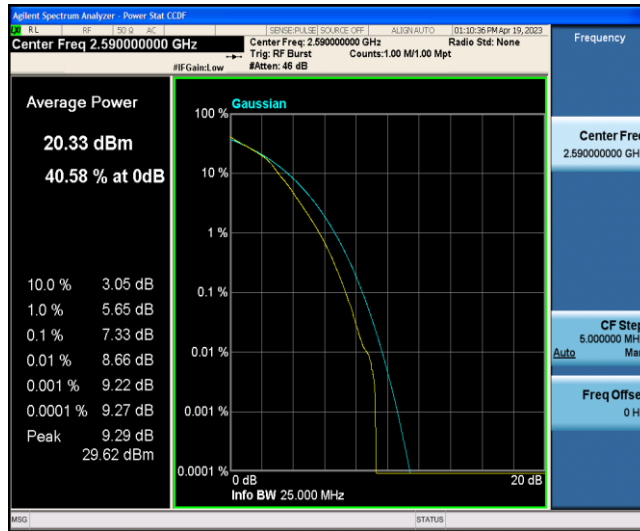 Agilent Spectrum Analyzer - Power Stat CCDF
RL RF 50 Ω AC SENSE:PULSE SOURCE OFF ALIGN AUTO 01:10:36 PM Apr 19, 2023
Center Freq 2.590000000 GHz
Center Freq: 2.590000000 GHz Radio Std: None
Trig: RF Burst Counts:1.00 M/1.00 Mpt
#IFGain:Low #Atten: 46 dB
Frequency
Average Power
20.33 dBm
40.58 % at 0dB
10.0 % 3.05 dB
1.0 % 5.65 dB
0.1 % 7.33 dB
0.01 % 8.66 dB
0.001 % 9.22 dB
0.0001 % 9.27 dB
Peak 9.29 dB
29.62 dBm
Gaussian
100 %
10 %
1 %
0.1 %
0.01 %
0.001 %
0.0001 %
0 dB 20 dB
Info BW 25.000 MHz
Center Fre
2.590000000 GH
CF Step
5.000000 MH
Auto Ma
Freq Offse
0 H
MSG STATUS